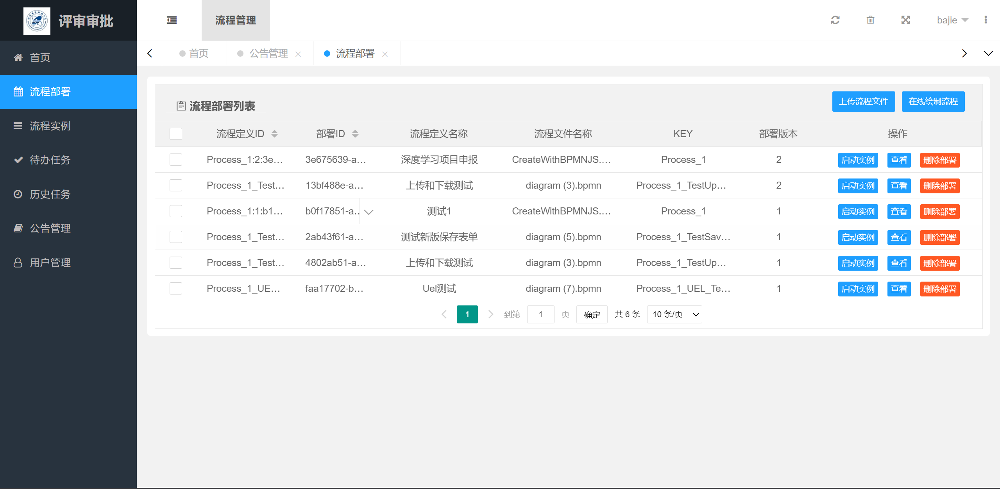 评审审批
流程管理
bajie
首页
公告管理
流程部署
首页
流程部署
流程实例
待办任务
历史任务
公告管理
用户管理
流程部署列表
上传流程文件
在线绘制流程
流程定义ID 部署ID 流程定义名称 流程文件名称 KEY 部署版本 操作
Process_1:2:3e... 3e675639-a... 深度学习项目申报 CreateWithBPMNJS.... Process_1 2 启动实例 查看 删除部署
Process_1_Test... 13bf488e-a... 上传和下载测试 diagram (3).bpmn Process_1_TestUp... 2 启动实例 查看 删除部署
Process_1:1:b1... b0f17851-a.. 测试1 CreateWithBPMNJS.... Process_1 1 启动实例 查看 删除部署
Process_1_Test... 2ab43f61-a... 测试新版保存表单 diagram (5).bpmn Process_1_TestSav... 1 启动实例 查看 删除部署
Process_1_Test... 4802ab51-a... 上传和下载测试 diagram (3).bpmn Process_1_TestUp... 1 启动实例 查看 删除部署
Process_1_UE... faa17702-b... Uel测试 diagram (7).bpmn Process_1_UEL_Te... 1 启动实例 查看 删除部署
1 到第 1 页 确定 共 6 条 10 条/页